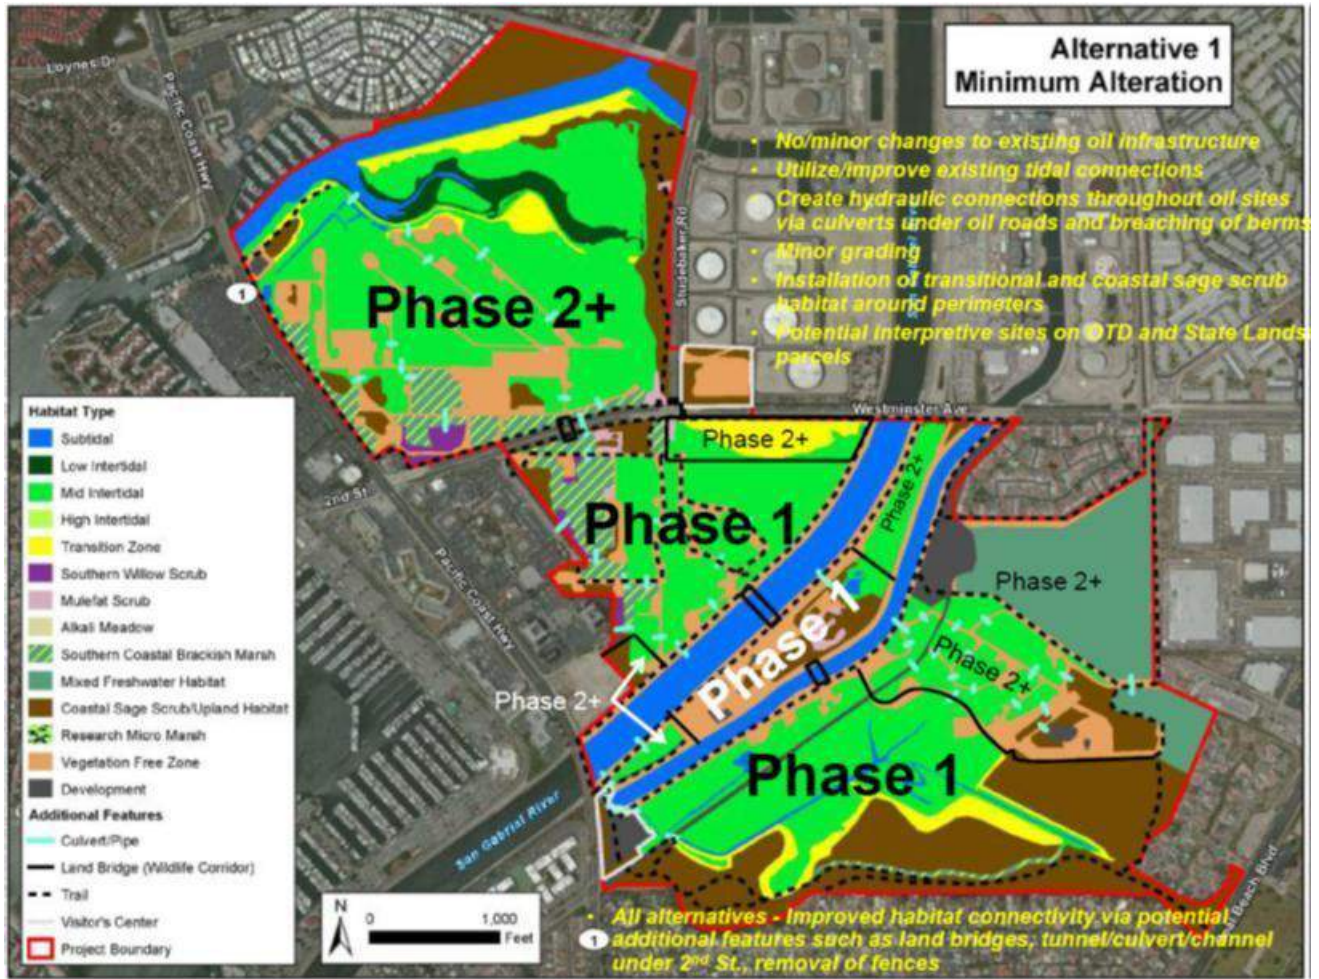 Alternative 1
Minimum Alteration
Loynes Dr
Pacific Coast Hwy
• No/minor changes to existing oil infrastructure
• Utilize/improve existing tidal connections
• Create hydraulic connections throughout oil sites
via culverts under oil roads and breaching of berms
• Minor grading
• Installation of transitional and coastal sage scrub
habitat around perimeters
• Potential interpretive sites on OTD and State Lands
parcels
Studebaker Rd
1
Phase 2+
Westminster Ave
Phase 2+
Phase 2+
2nd St
Phase 1
Phase 2+
Pacific Coast Hwy
Phase 1
Phase 2+
Phase 2+
Phase 1
San Gabriel River
Beach Blvd
Habitat Type
Subtidal
Low Intertidal
Mid Intertidal
High Intertidal
Transition Zone
Southern Willow Scrub
Mulefat Scrub
Alkali Meadow
Southern Coastal Brackish Marsh
Mixed Freshwater Habitat
Coastal Sage Scrub/Upland Habitat
Research Micro Marsh
Vegetation Free Zone
Development
Additional Features
Culvert/Pipe
Land Bridge (Wildlife Corridor)
Trail
Visitor's Center
Project Boundary
N
0 1,000
Feet
• All alternatives - Improved habitat connectivity via potential
1 additional features such as land bridges, tunnel/culvert/channel
under 2nd St., removal of fences